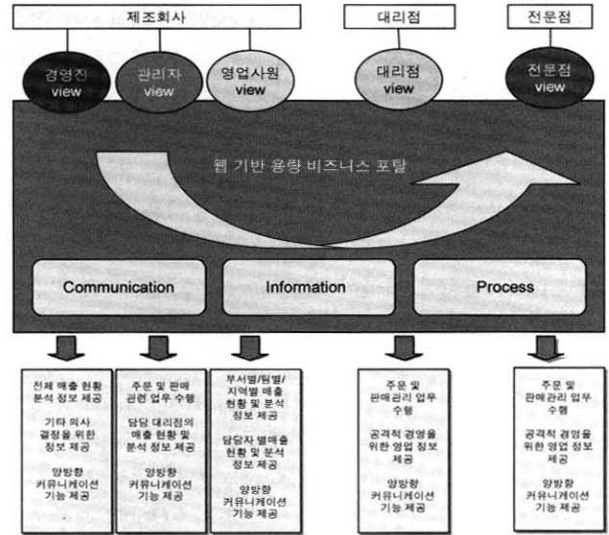 제조회사
대리점
전문점
경영진
view
관리자
view
영업사원
view
대리점
view
전문점
view
웹 기반 용량 비즈니스 포탈
Communication
Information
Process
전체 매출 현황
분석 정보 제공
기타 의사
결정을 위한
정보 제공
양방향
커뮤니케이션
기능 제공
주문 및 판매
관련 업무 수행
담당 대리점의
매출 현황 및
분석 정보 제공
양방향
커뮤니케이션
기능 제공
부서별/팀별/
지역별 매출
현황 및 분석
정보 제공
담당자 별매출
현황 및 분석
정보 제공
양방향
커뮤니케이션
기능 제공
주문 및
판매관리 업무
수행
공격적 경영을
위한 영업 정보
제공
양방향
커뮤니케이션
기능 제공
주문 및
판매관리 업무
수행
공격적 경영을
위한 영업 정보
제공
양방향
커뮤니케이션
기능 제공